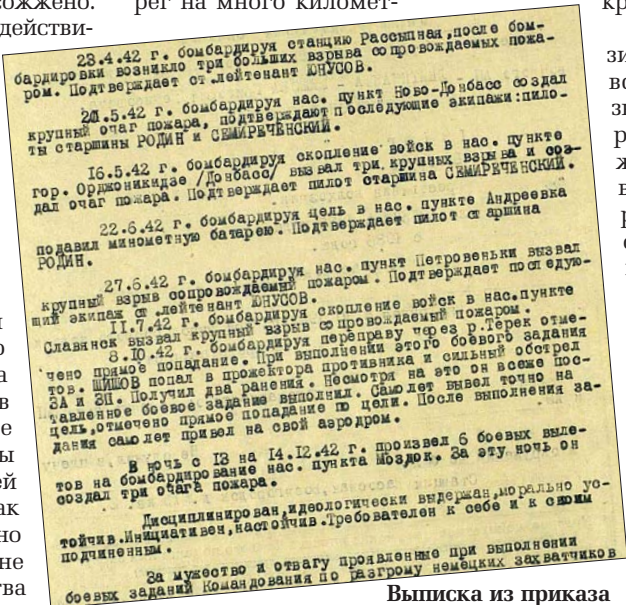 сожжено.
действи-
рег на много километ-
23.4.42 г. бомбардируя станцию Рассыпная,после бом-
бардировки возникло три больших взрыва сопровождаемых пожа-
ром. Подтверждает ст.лейтенант ЮНУСОВ.
20.5.42 г. бомбардируя нас. пункт Ново-Донбасс создал
крупный очаг пожара, подтверждают последующие экипажи:пило-
ты старшины РОДИН и СЕМИРЕЧЕНСКИЙ.
16.5.42 г. бомбардируя скопление войск в нас. пункте
гор. Орджоникидзе /Донбасс/ вызвал три крупных взрыва и соз-
дал очаг пожара. Подтверждает пилот старшина СЕМИРЕЧЕНСКИЙ.
22.6.42 г. бомбардируя цель в нас. пункте Андреевка
подавил минометную батарею. Подтверждает пилот старшина
РОДИН.
27.6.42 г. бомбардируя нас. пункт Петровеньки вызвал
крупный взрыв сопровождаемый пожаром. Подтверждает последую-
щий экипаж ст.лейтенант ЮНУСОВ.
11.7.42 г. бомбардируя скопление войск в нас.пункте
Славянск вызвал крупный взрыв сопровождаемый пожаром.
8.10.42 г. бомбардируя переправу через р.Терек отме-
чено прямое попадание. При выполнении этого боевого задания
тов. ШИШОВ попал в прожектора противника и сильный обстрел
ЗА и ЗП. Получил два ранения. Несмотря на это он всеже пос-
тавленное боевое задание выполнил. Самолет вывел точно на
цель,отмечено прямое попадание по цели. После выполнения за-
дания самолет привел на свой аэродром.
В ночь с 13 на 14.12.42 г. произвел 6 боевых выле-
тов на бомбардирование нас. пункта Моздок. За эту ночь он
создал три очага пожара.
Дисциплинирован,идеологически выдержан,морально ус-
тойчив.Инициативен,настойчив.Требователен к себе и к своим
подчиненным.
За мужество и отвагу проявленные при выполнении
боевых заданий Командования по разгрому немецких захватчиков
Выписка из приказа